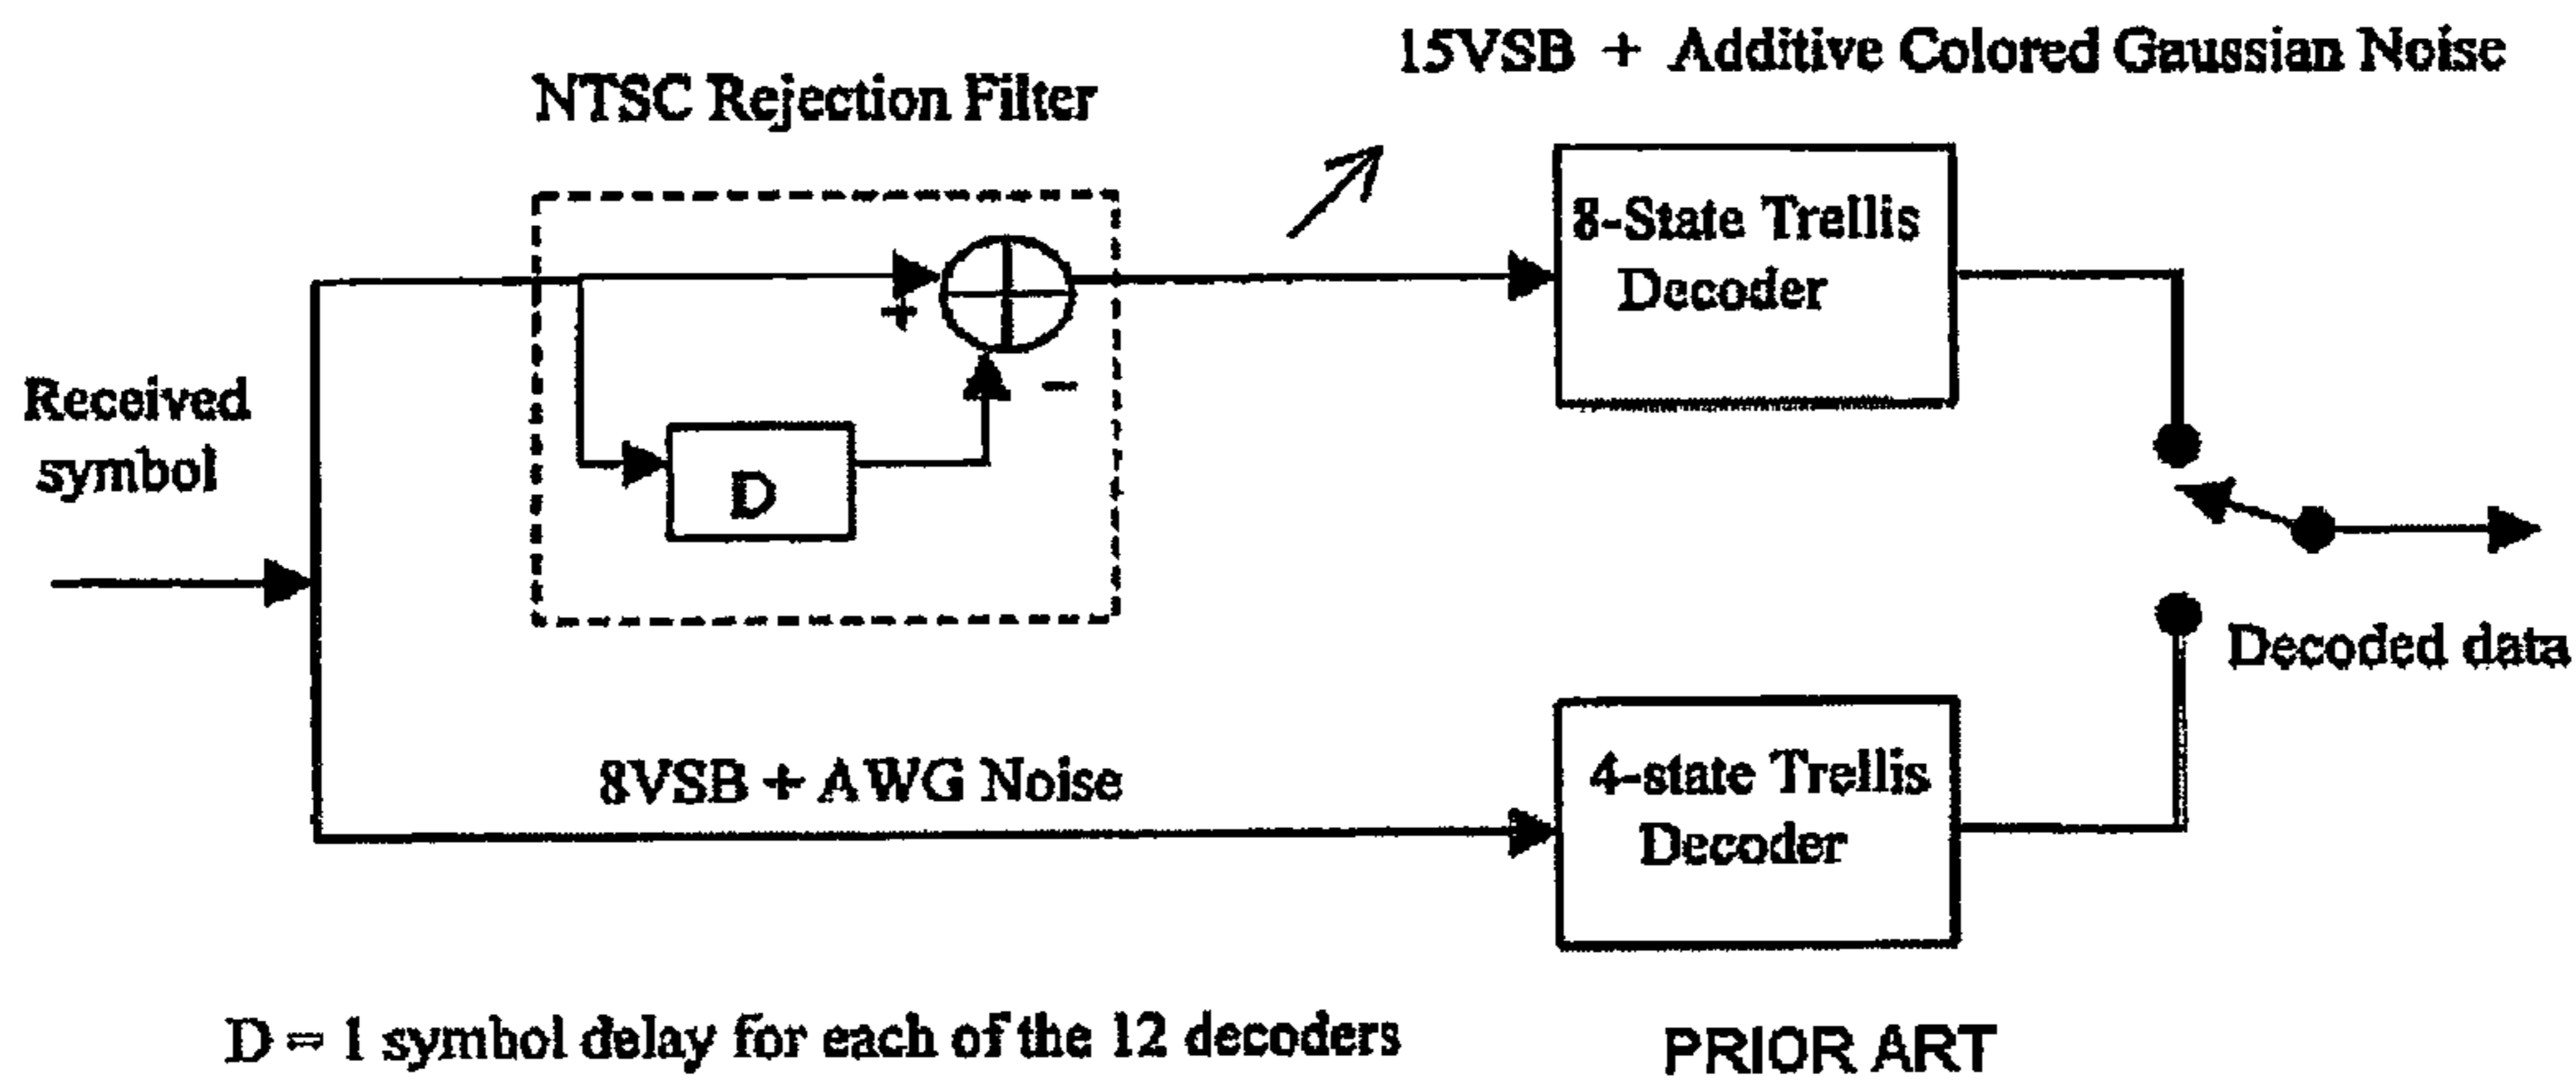 15VSB + Additive Colored Gaussian Noise
NTSC Rejection Filter
8-State Trellis
Decoder
+
−
Received
symbol
D
Decoded data
8VSB + AWG Noise
4-state Trellis
Decoder
D = 1 symbol delay for each of the 12 decoders
PRIOR ART